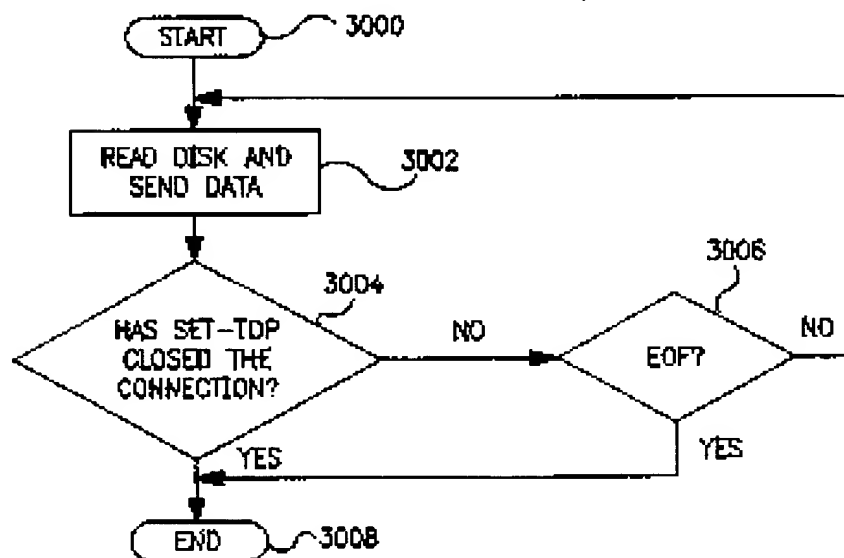 START
3000
READ DISK AND
SEND DATA
3002
HAS SET-TOP
CLOSED THE
CONNECTION?
3004
NO
EOF?
3006
NO
YES
YES
END
3008